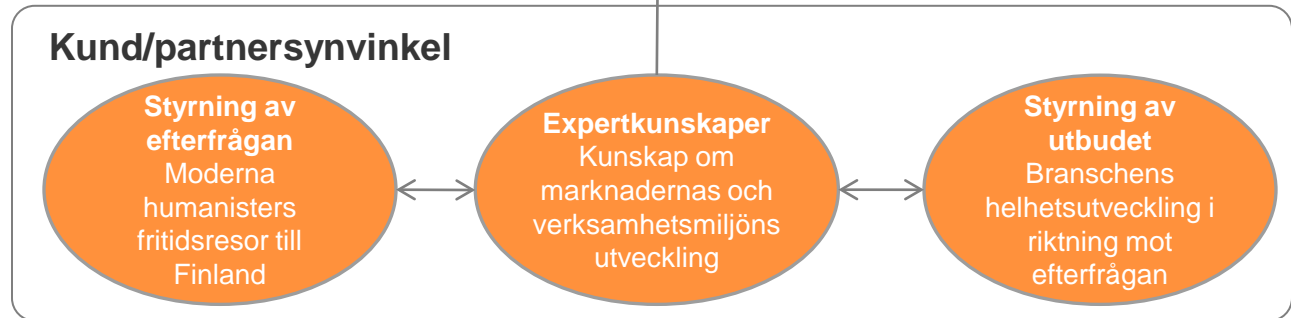 Kund/partnersynvinkel
Styrning av
efterfrågan
Moderna
humanisters
fritidsresor till
Finland
Expertkunskaper
Kunskap om
marknadernas och
verksamhetsmiljöns
utveckling
Styrning av
utbudet
Branschens
helhetsutveckling i
riktning mot
efterfrågan